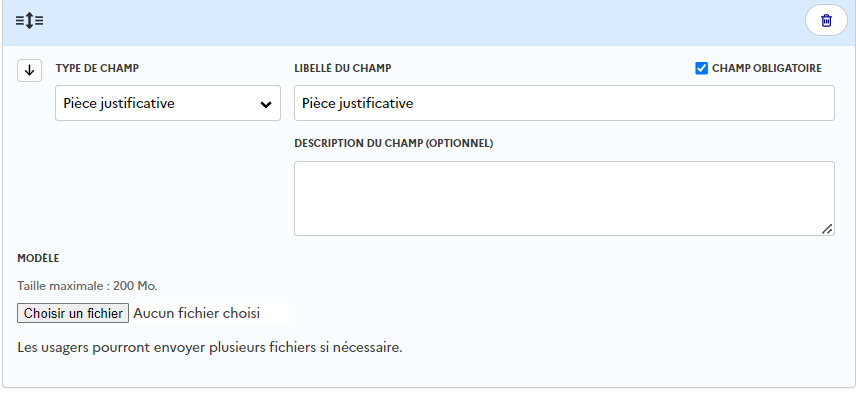 TYPE DE CHAMP
LIBELLÉ DU CHAMP
CHAMP OBLIGATOIRE
Pièce justificative
Pièce justificative
DESCRIPTION DU CHAMP (OPTIONNEL)
MODÈLE
Taille maximale : 200 Mo.
Choisir un fichier Aucun fichier choisi
Les usagers pourront envoyer plusieurs fichiers si nécessaire.